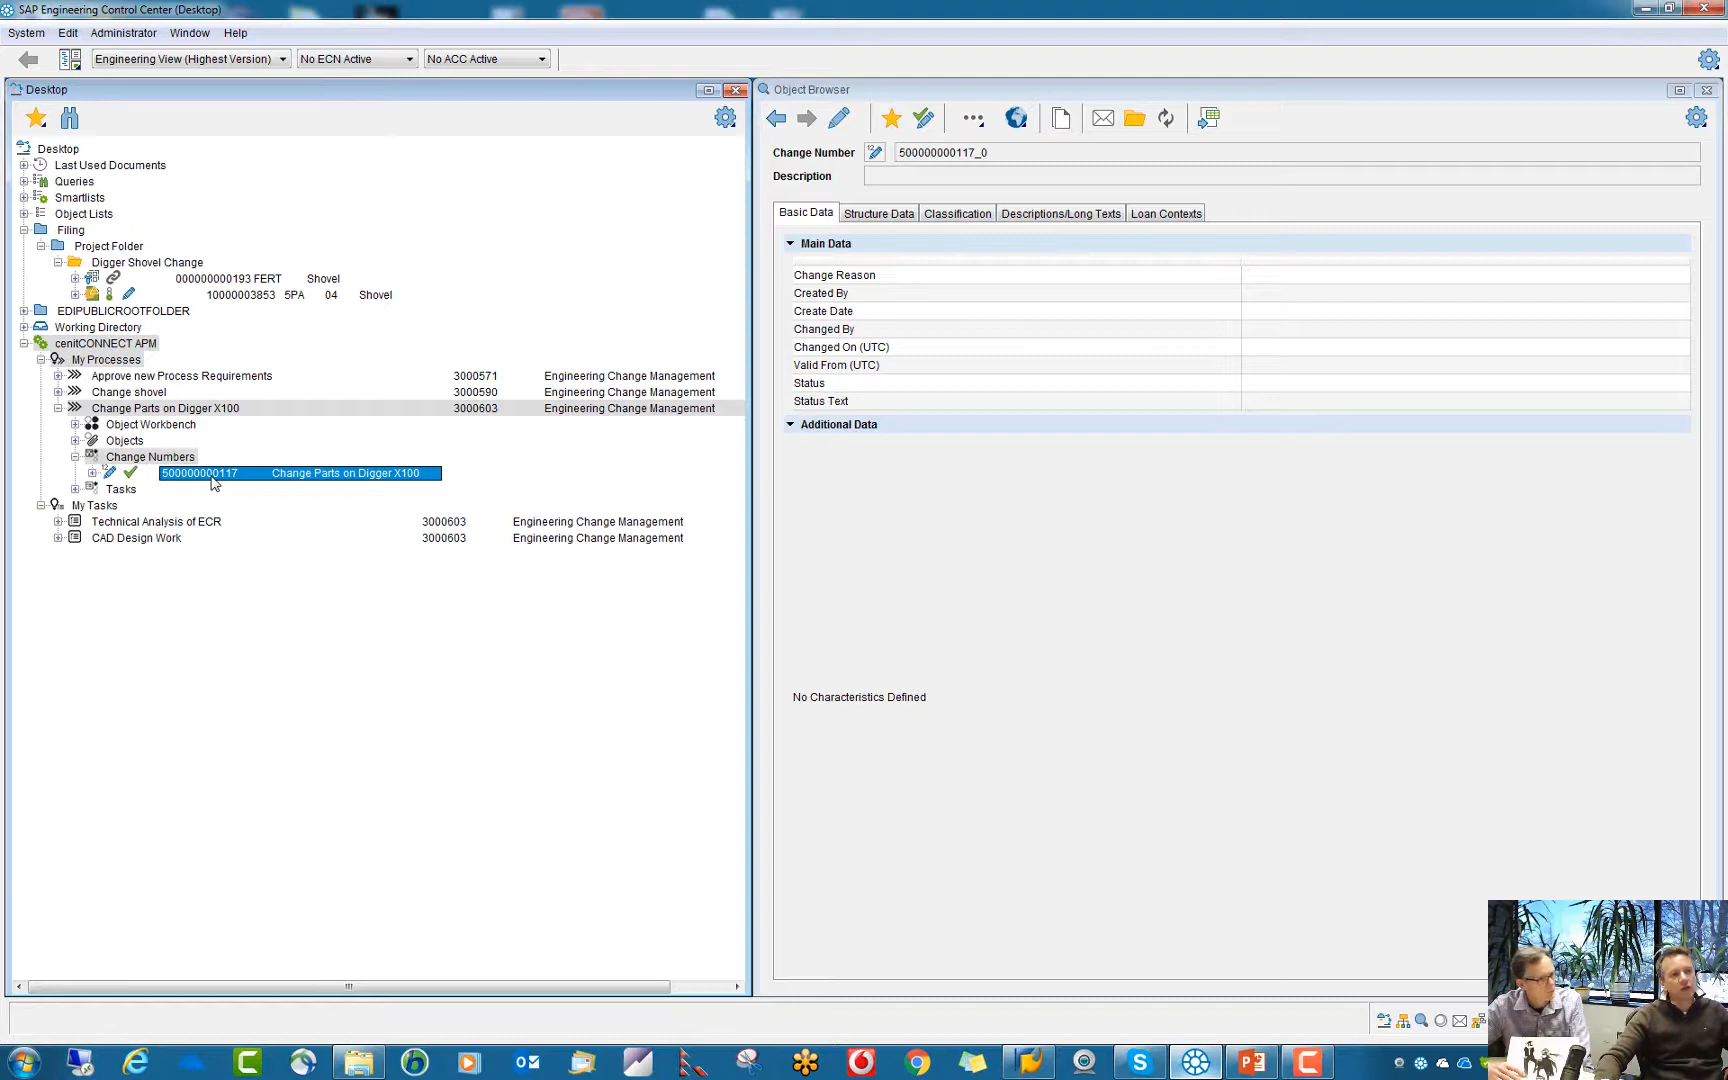 SAP Engineering Control Center (Desktop)
System Edit Administrator Window Help
Engineering View (Highest Version) No ECN Active No ACC Active
Desktop
Desktop
Last Used Documents
Queries
Smartlists
Object Lists
Filing
Project Folder
Digger Shovel Change
000000000193 FERT Shovel
10000003853 5PA 04 Shovel
EDIPUBLICROOTFOLDER
Working Directory
cenitCONNECT APM
My Processes
Approve new Process Requirements 3000571 Engineering Change Management
Change shovel 3000590 Engineering Change Management
Change Parts on Digger X100 3000603 Engineering Change Management
Object Workbench
Objects
Change Numbers
500000000117 Change Parts on Digger X100
Tasks
My Tasks
Technical Analysis of ECR 3000603 Engineering Change Management
CAD Design Work 3000603 Engineering Change Management
Object Browser
Change Number 500000000117_0
Description
Basic Data Structure Data Classification Descriptions/Long Texts Loan Contexts
Main Data
Change Reason
Created By
Create Date
Changed By
Changed On (UTC)
Valid From (UTC)
Status
Status Text
Additional Data
No Characteristics Defined